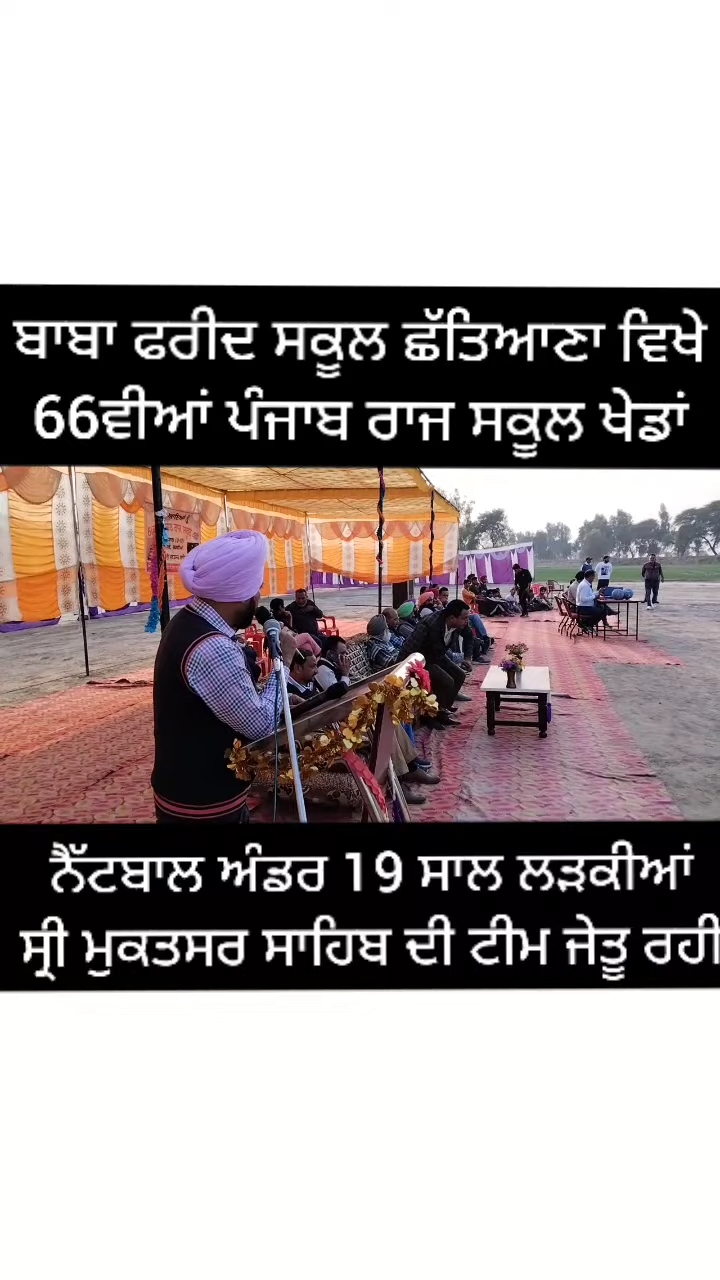 ਬਾਬਾ ਫਰੀਦ ਸਕੂਲ ਛੱਤਿਆਣਾ ਵਿਖੇ
66ਵੀਆਂ ਪੰਜਾਬ ਰਾਜ ਸਕੂਲ ਖੇਡਾਂ
ਨੈੱਟਬਾਲ ਅੰਡਰ 19 ਸਾਲ ਲੜਕੀਆਂ
ਸ੍ਰੀ ਮੁਕਤਸਰ ਸਾਹਿਬ ਦੀ ਟੀਮ ਜੇਤੂ ਰਹੀ